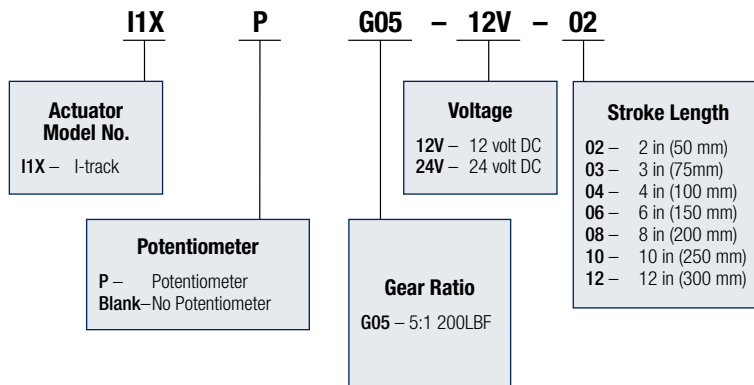 I1X P G05 – 12V – 02
Actuator
Model No.
I1X – I-track
Potentiometer
P – Potentiometer
Blank–No Potentiometer
Gear Ratio
G05 – 5:1 200LBF
Voltage
12V – 12 volt DC
24V – 24 volt DC
Stroke Length
02 – 2 in (50 mm)
03 – 3 in (75mm)
04 – 4 in (100 mm)
06 – 6 in (150 mm)
08 – 8 in (200 mm)
10 – 10 in (250 mm)
12 – 12 in (300 mm)